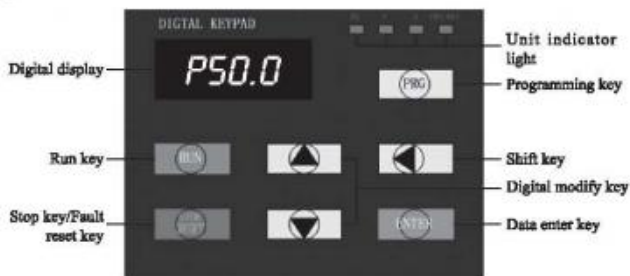 DIGTAL KEYPAD
Unit indicator
light
Digital display
P50.0
PRG
Programming key
Run key
RUN
Shift key
Digital modify key
Stop key/Fault
reset key
ENTER
Data enter key